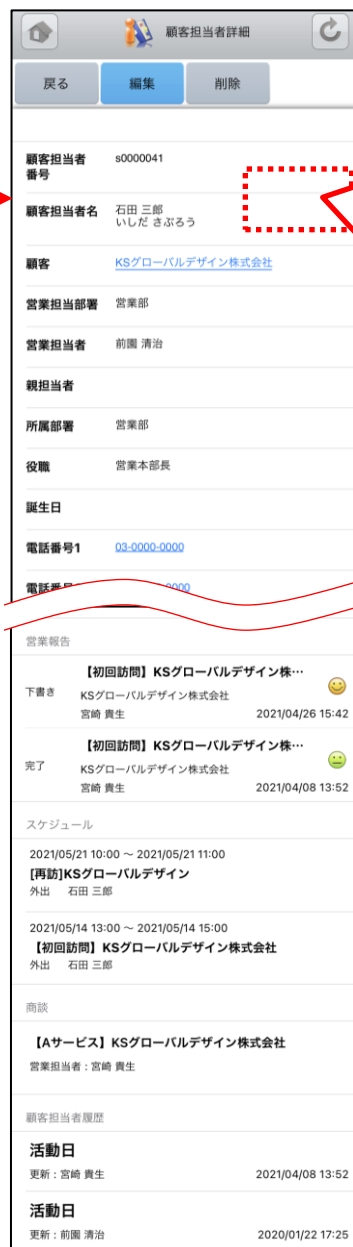 顧客担当者詳細
戻る 編集 削除
顧客担当者番号 s0000041
顧客担当者名 石田 三郎
いしだ さぶろう
顧客 KSグローバルデザイン株式会社
営業担当部署 営業部
営業担当者 前園 清治
親担当者
所属部署 営業部
役職 営業本部長
誕生日
電話番号1 03-0000-0000
営業報告
【初回訪問】KSグローバルデザイン株…
下書き KSグローバルデザイン株式会社
宮崎 貴生 2021/04/26 15:42
【初回訪問】KSグローバルデザイン株…
完了 KSグローバルデザイン株式会社
宮崎 貴生 2021/04/08 13:52
スケジュール
2021/05/21 10:00 ～ 2021/05/21 11:00
[再訪]KSグローバルデザイン
外出 石田 三郎
2021/05/14 13:00 ～ 2021/05/14 15:00
【初回訪問】KSグローバルデザイン株式会社
外出 石田 三郎
商談
【Aサービス】KSグローバルデザイン株式会社
営業担当者：宮崎 貴生
顧客担当者履歴
活動日
更新：宮崎 貴生 2021/04/08 13:52
活動日
更新：前園 清治 2020/01/22 17:25